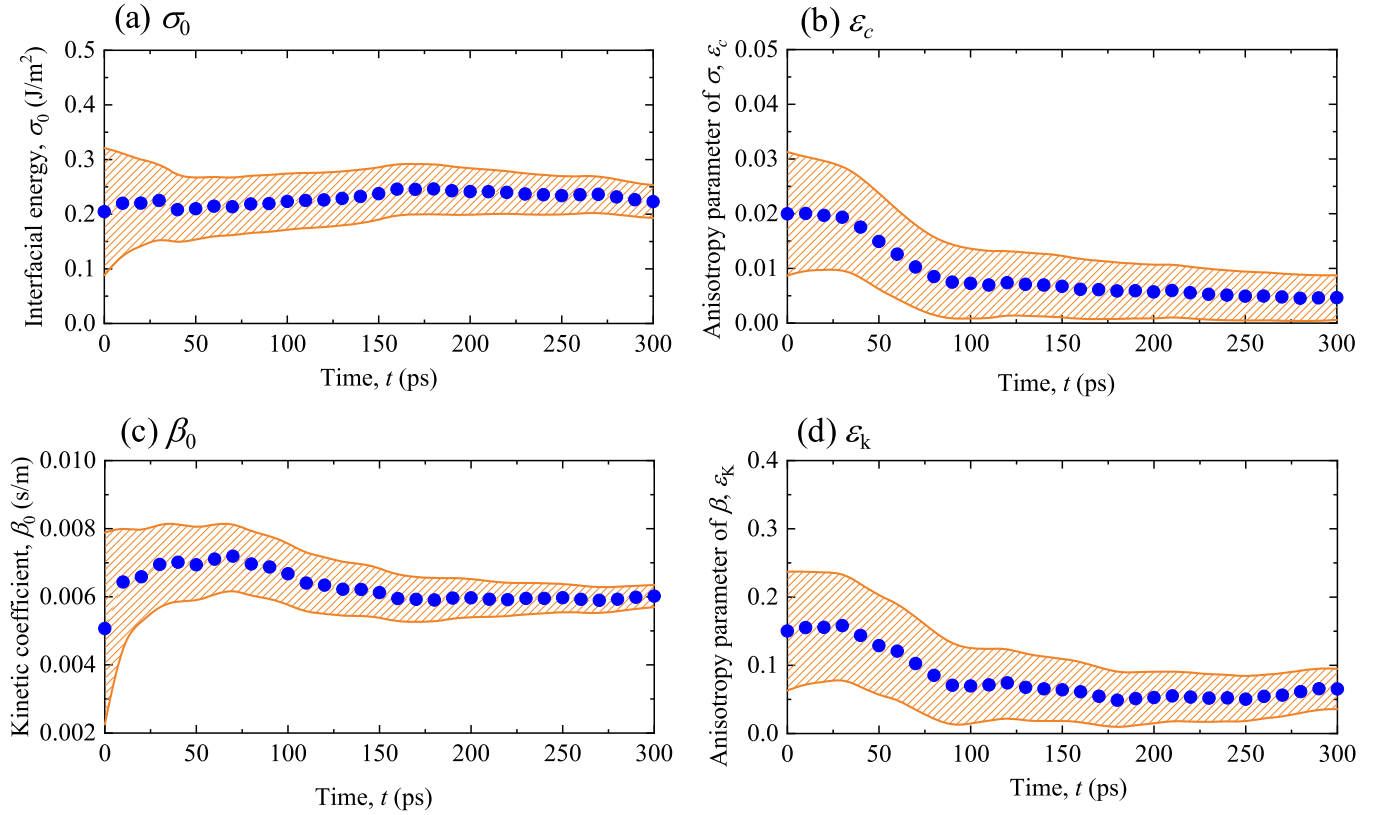 (a) σ₀
Interfacial energy, σ₀ (J/m²)
0.5
0.4
0.3
0.2
0.1
0.0
0 50 100 150 200 250 300
Time, t (ps)
(b) εc
Anisotropy parameter of σ, εc
0.05
0.04
0.03
0.02
0.01
0.00
0 50 100 150 200 250 300
Time, t (ps)
(c) β₀
Kinetic coefficient, β₀ (s/m)
0.010
0.008
0.006
0.004
0.002
0 50 100 150 200 250 300
Time, t (ps)
(d) εk
Anisotropy parameter of β, εK
0.4
0.3
0.2
0.1
0.0
0 50 100 150 200 250 300
Time, t (ps)